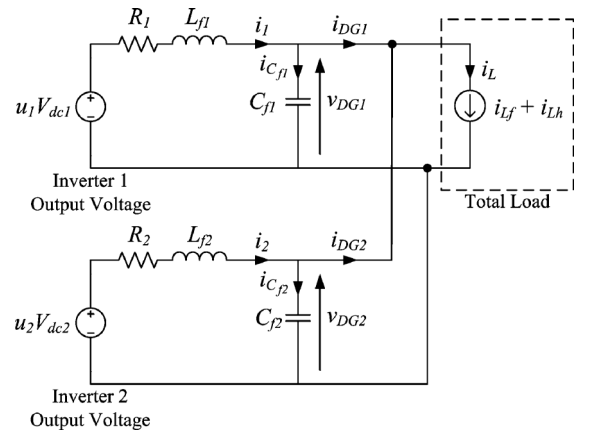 R1 Lf1 i1 iDG1
iCf1 iL
u1Vdc1 + − Cf1 vDG1 iLf + iLh
Inverter 1
Output Voltage
Total Load
R2 Lf2 i2 iDG2
iCf2
u2Vdc2 + − Cf2 vDG2
Inverter 2
Output Voltage